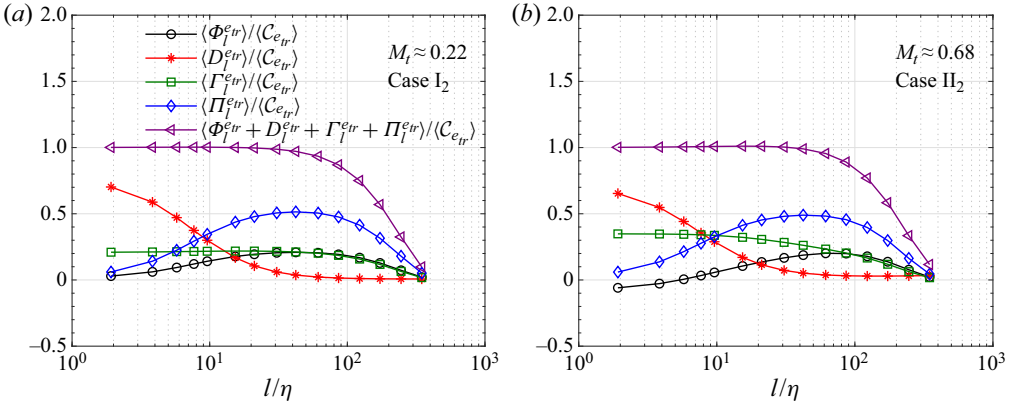 (a)
2.0
1.5
1.0
0.5
0
–0.5
⟨Φ_l^{e_{tr}}⟩/⟨𝒞_{e_{tr}}⟩
⟨D_l^{e_{tr}}⟩/⟨𝒞_{e_{tr}}⟩
⟨Γ_l^{e_{tr}}⟩/⟨𝒞_{e_{tr}}⟩
⟨Π_l^{e_{tr}}⟩/⟨𝒞_{e_{tr}}⟩
⟨Φ_l^{e_{tr}} + D_l^{e_{tr}} + Γ_l^{e_{tr}} + Π_l^{e_{tr}}⟩/⟨𝒞_{e_{tr}}⟩
M_t ≈ 0.22
Case I_2
10^0 10^1 10^2 10^3
l/η
(b)
2.0
1.5
1.0
0.5
0
–0.5
M_t ≈ 0.68
Case II_2
10^0 10^1 10^2 10^3
l/η